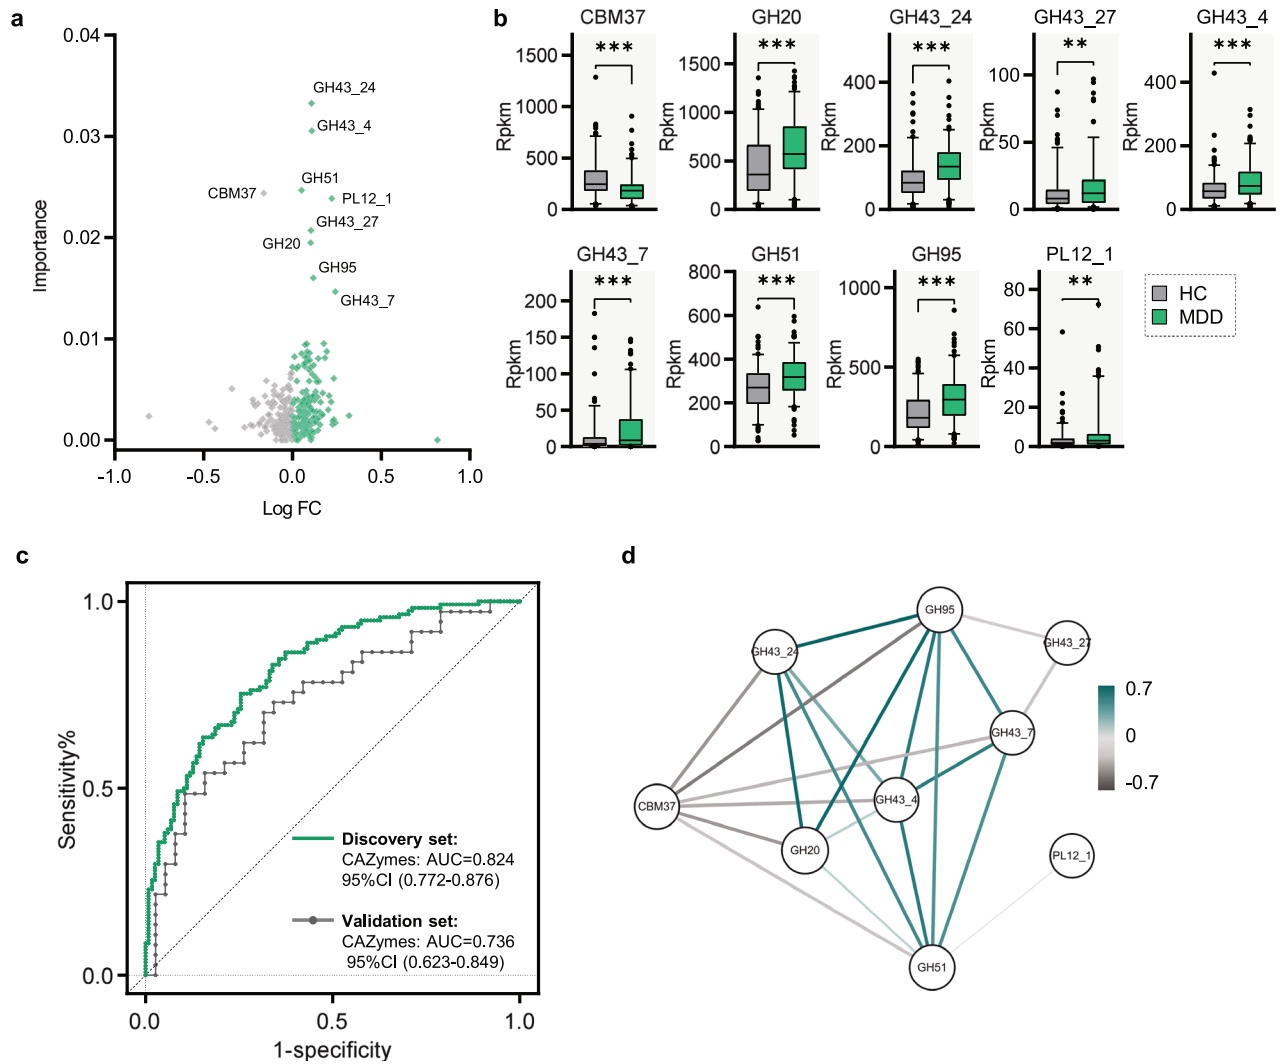 a
0.04
0.03
0.02
0.01
0.00
Importance
GH43_24
GH43_4
GH51
CBM37
PL12_1
GH43_27
GH20
GH95
GH43_7
-1.0
-0.5
0.0
0.5
1.0
Log FC
b
CBM37
GH20
GH43_24
GH43_27
GH43_4
Rpkm
1500
1000
500
0
***
Rpkm
1500
1000
500
0
***
Rpkm
400
200
0
***
Rpkm
100
50
0
**
Rpkm
400
200
0
***
GH43_7
GH51
GH95
PL12_1
Rpkm
200
150
100
50
0
***
Rpkm
800
600
400
200
0
***
Rpkm
1000
500
0
***
Rpkm
80
60
40
20
0
**
HC
MDD
c
Sensitivity%
1.0
0.5
0.0
Discovery set:
CAZymes: AUC=0.824
95%CI (0.772-0.876)
Validation set:
CAZymes: AUC=0.736
95%CI (0.623-0.849)
0.0
0.5
1.0
1-specificity
d
GH95
GH43_24
GH43_27
GH43_7
CBM37
GH43_4
GH20
PL12_1
GH51
0.7
0
-0.7